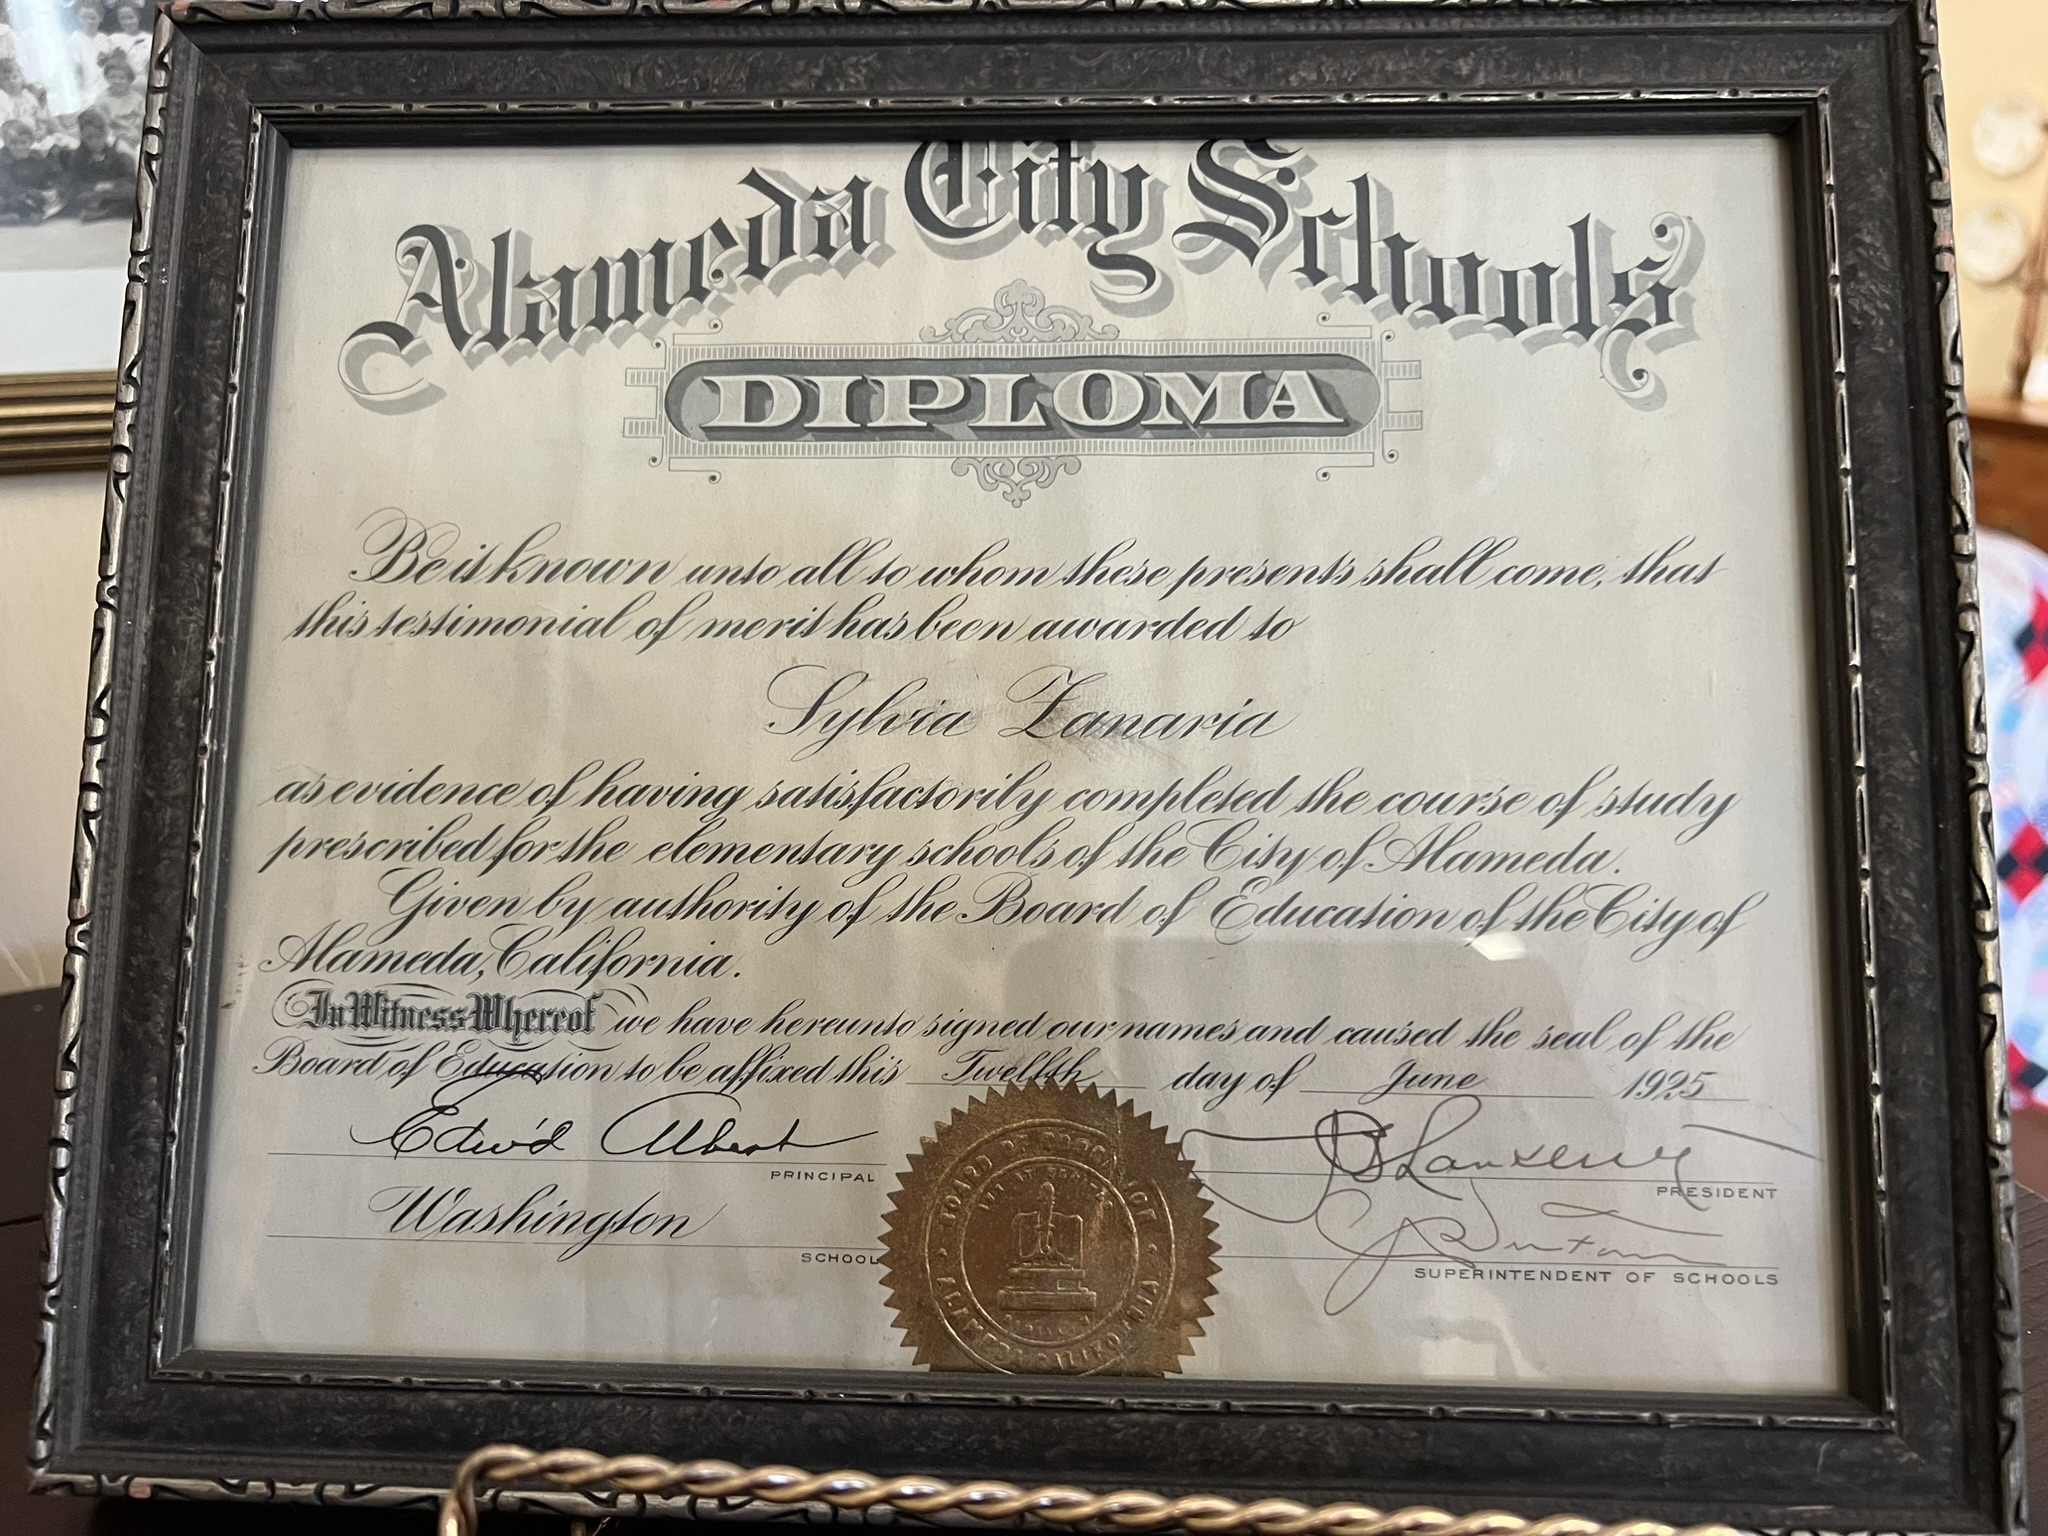 Alameda City Schools
DIPLOMA
Be it known unto all to whom these presents shall come, that
this testimonial of merit has been awarded to
Sylvia Zanaria
as evidence of having satisfactorily completed the course of study
prescribed for the elementary schools of the City of Alameda.
Given by authority of the Board of Education of the City of
Alameda, California.
In Witness Whereof we have hereunto signed our names and caused the seal of the
Board of Education to be affixed this Twelfth day of June 1925
Edw'd Albert
PRINCIPAL
PRESIDENT
Washington
SCHOOL
SUPERINTENDENT OF SCHOOLS
BOARD OF EDUCATION
ALAMEDA CALIFORNIA